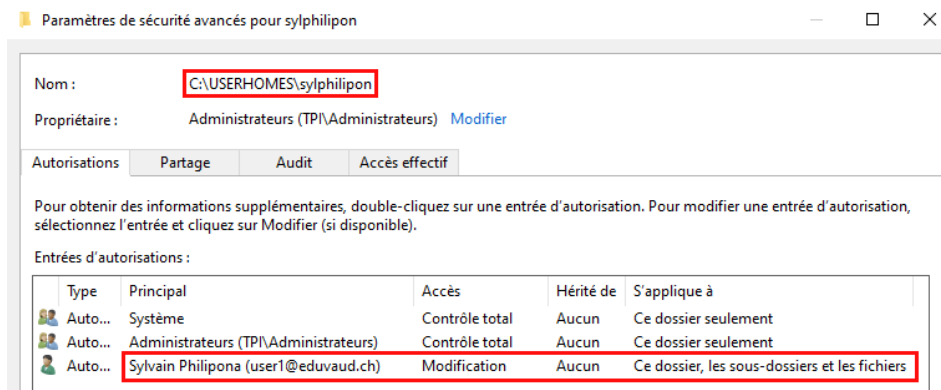 Paramètres de sécurité avancés pour sylphilipon
Nom : C:\USERHOMES\sylphilipon
Propriétaire : Administrateurs (TPI\Administrateurs) Modifier
Autorisations Partage Audit Accès effectif
Pour obtenir des informations supplémentaires, double-cliquez sur une entrée d'autorisation. Pour modifier une entrée d'autorisation,
sélectionnez l'entrée et cliquez sur Modifier (si disponible).
Entrées d'autorisations :
Type Principal Accès Hérité de S'applique à
Auto... Système Contrôle total Aucun Ce dossier seulement
Auto... Administrateurs (TPI\Administrateurs) Contrôle total Aucun Ce dossier seulement
Auto... Sylvain Philipona (user1@eduvaud.ch) Modification Aucun Ce dossier, les sous-dossiers et les fichiers